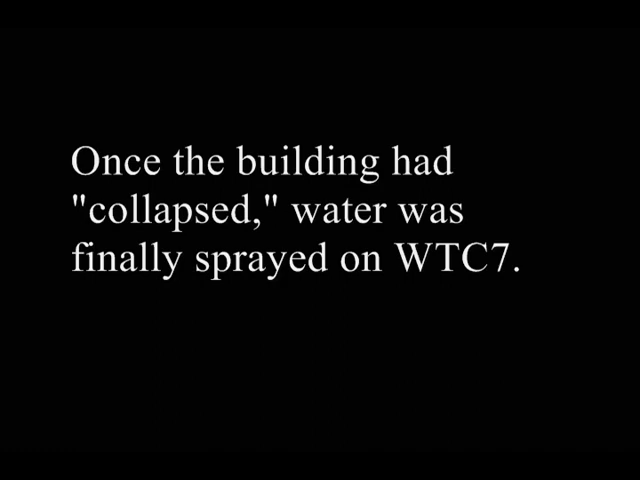 Once the building had
"collapsed," water was
finally sprayed on WTC7.